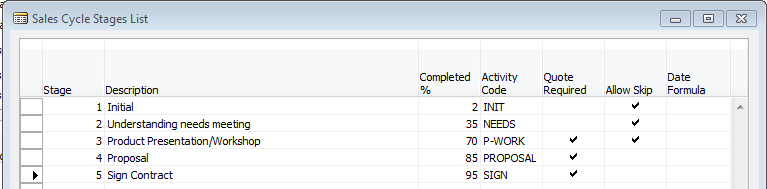 Sales Cycle Stages List
Stage Description Completed % Activity Code Quote Required Allow Skip Date Formula
1 Initial 2 INIT
2 Understanding needs meeting 35 NEEDS
3 Product Presentation/Workshop 70 P-WORK
4 Proposal 85 PROPOSAL
5 Sign Contract 95 SIGN